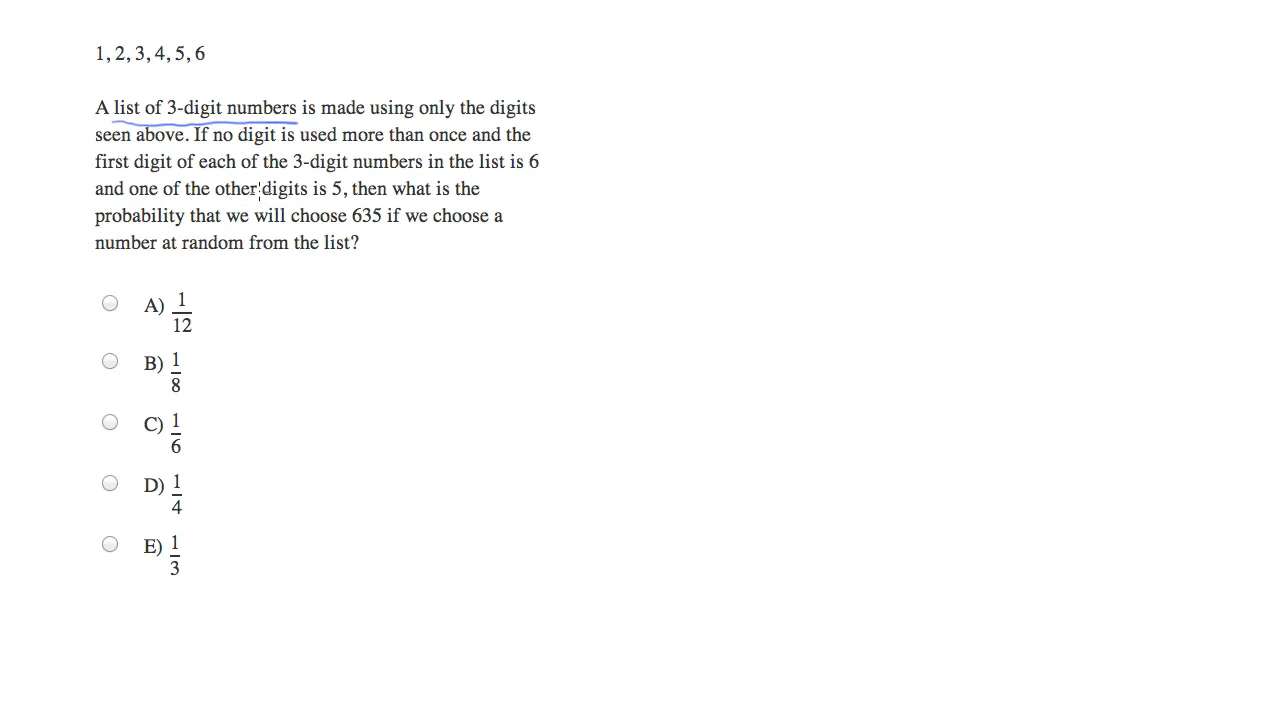 1, 2, 3, 4, 5, 6
A list of 3-digit numbers is made using only the digits
seen above. If no digit is used more than once and the
first digit of each of the 3-digit numbers in the list is 6
and one of the other digits is 5, then what is the
probability that we will choose 635 if we choose a
number at random from the list?
A) 1/12
B) 1/8
C) 1/6
D) 1/4
E) 1/3